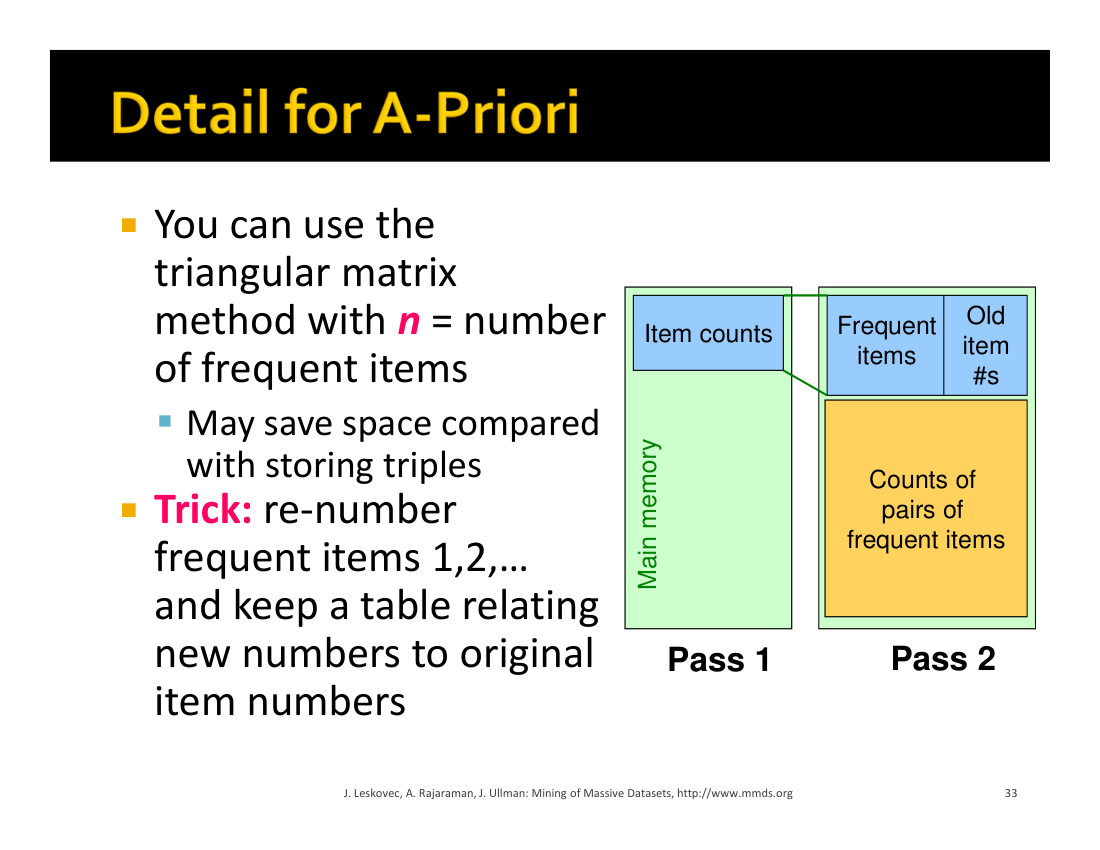 Detail for A-Priori
You can use the
triangular matrix
method with n = number
of frequent items
May save space compared
with storing triples
Trick: re-number
frequent items 1,2,…
and keep a table relating
new numbers to original
item numbers
Item counts
Main memory
Pass 1
Frequent
items
Old
item
#s
Counts of
pairs of
frequent items
Pass 2
J. Leskovec, A. Rajaraman, J. Ullman: Mining of Massive Datasets, http://www.mmds.org
33